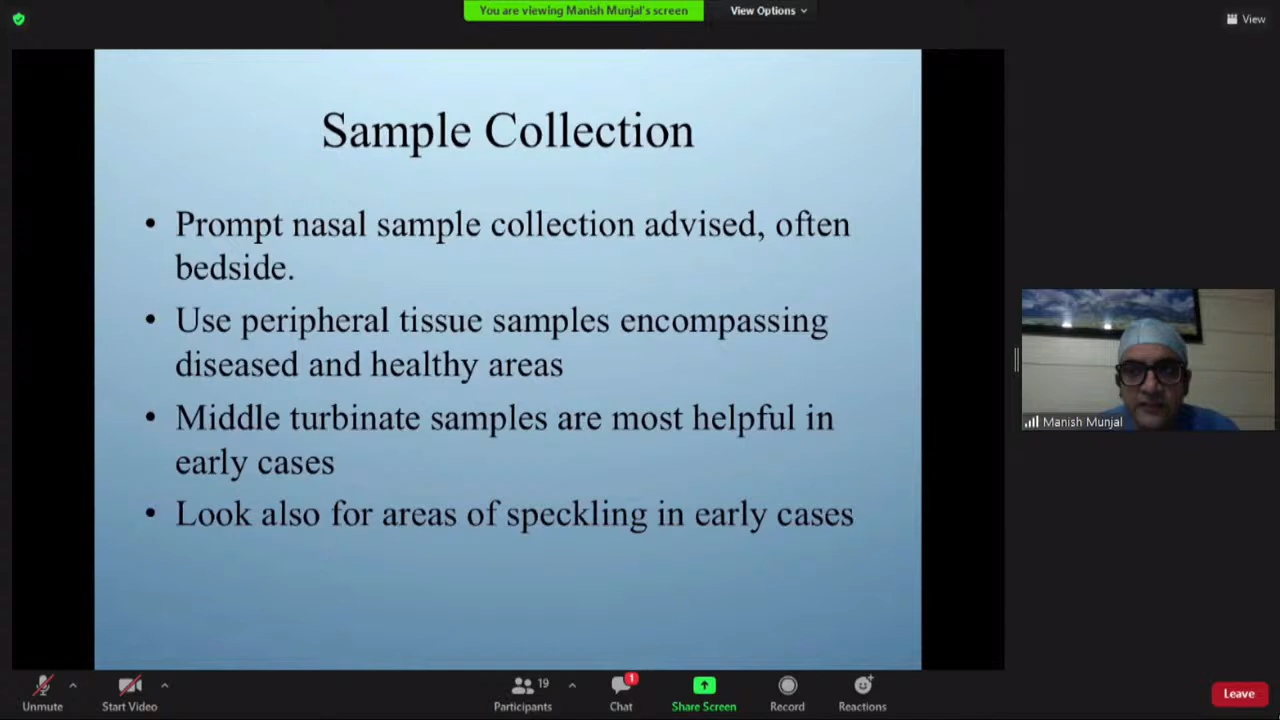 You are viewing Manish Munjal's screen
View Options
View
Sample Collection
• Prompt nasal sample collection advised, often
bedside.
• Use peripheral tissue samples encompassing
diseased and healthy areas
• Middle turbinate samples are most helpful in
early cases
• Look also for areas of speckling in early cases
Manish Munjal
Unmute
Start Video
19
Participants
1
Chat
Share Screen
Record
Reactions
Leave